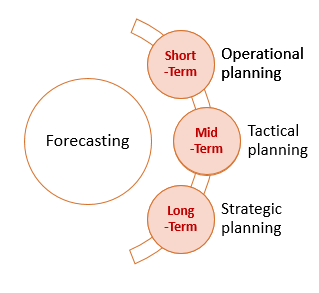 Forecasting
Short
-Term
Operational
planning
Mid
-Term
Tactical
planning
Long
-Term
Strategic
planning